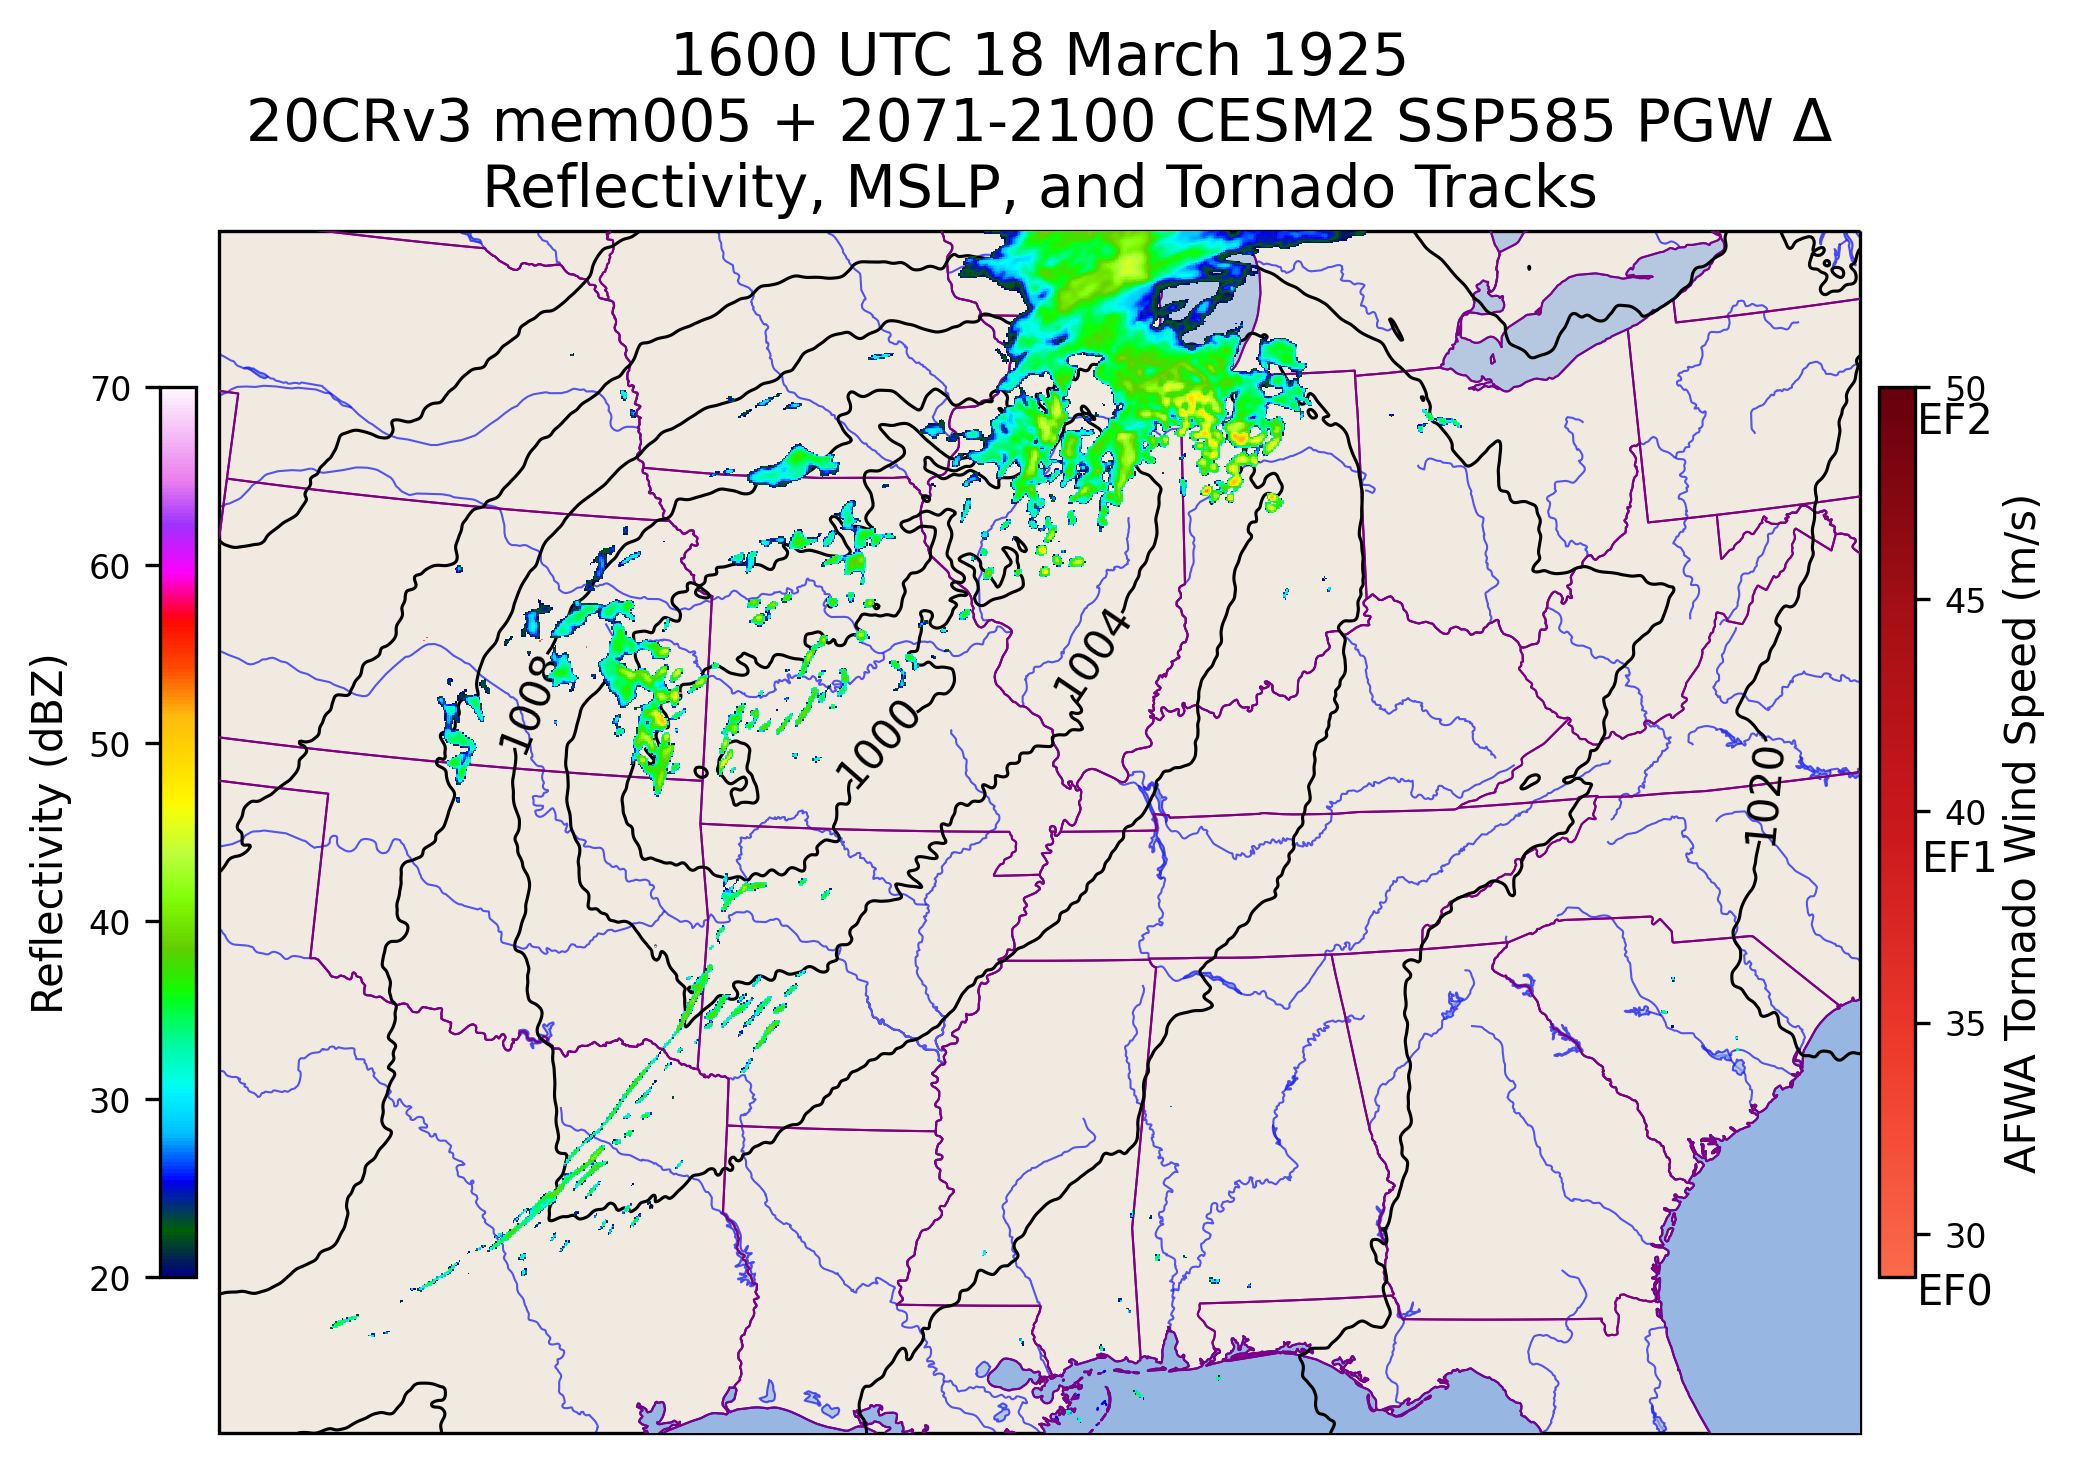 1600 UTC 18 March 1925
20CRv3 mem005 + 2071-2100 CESM2 SSP585 PGW Δ
Reflectivity, MSLP, and Tornado Tracks
Reflectivity (dBZ)
70
60
50
40
30
20
1008
1000
1004
1020
50
EF2
45
40
EF1
35
30
EF0
AFWA Tornado Wind Speed (m/s)